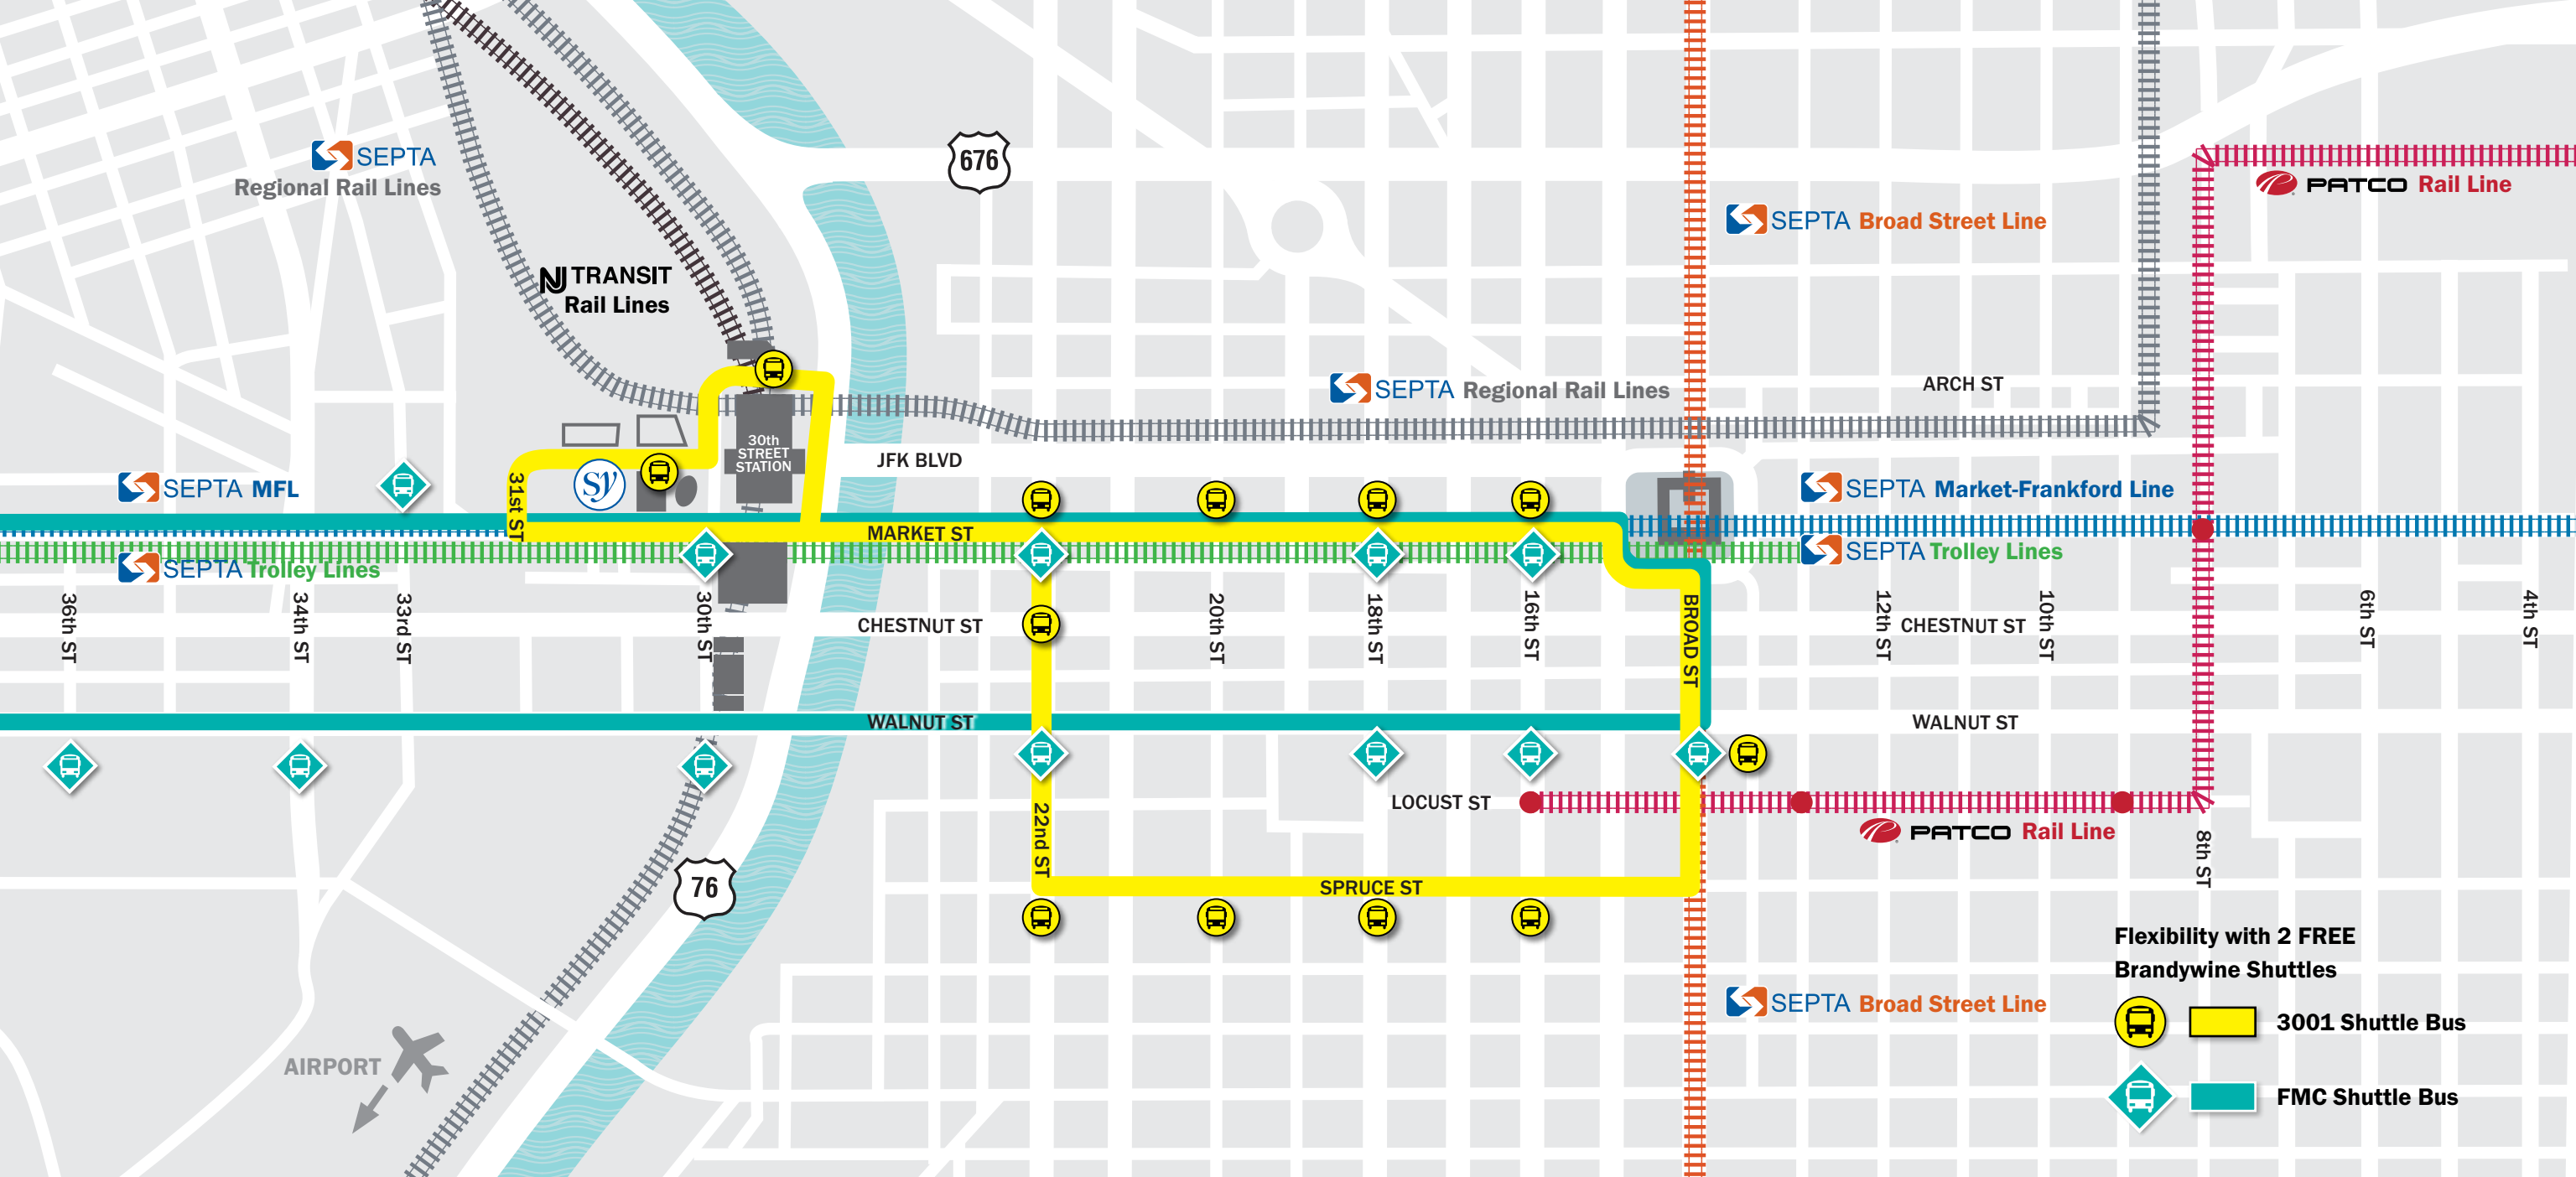 676
SEPTA
Regional Rail Lines
PATCO Rail Line
SEPTA Broad Street Line
NJ TRANSIT
Rail Lines
ARCH ST
SEPTA Regional Rail Lines
30th
STREET
STATION
JFK BLVD
SEPTA MFL
31st ST
sy
SEPTA Market-Frankford Line
MARKET ST
SEPTA Trolley Lines
SEPTA Trolley Lines
36th ST
34th ST
33rd ST
30th ST
CHESTNUT ST
20th ST
18th ST
16th ST
BROAD ST
12th ST
CHESTNUT ST
10th ST
6th ST
4th ST
WALNUT ST
WALNUT ST
22nd ST
LOCUST ST
PATCO Rail Line
8th ST
76
SPRUCE ST
Flexibility with 2 FREE
Brandywine Shuttles
SEPTA Broad Street Line
3001 Shuttle Bus
AIRPORT
FMC Shuttle Bus